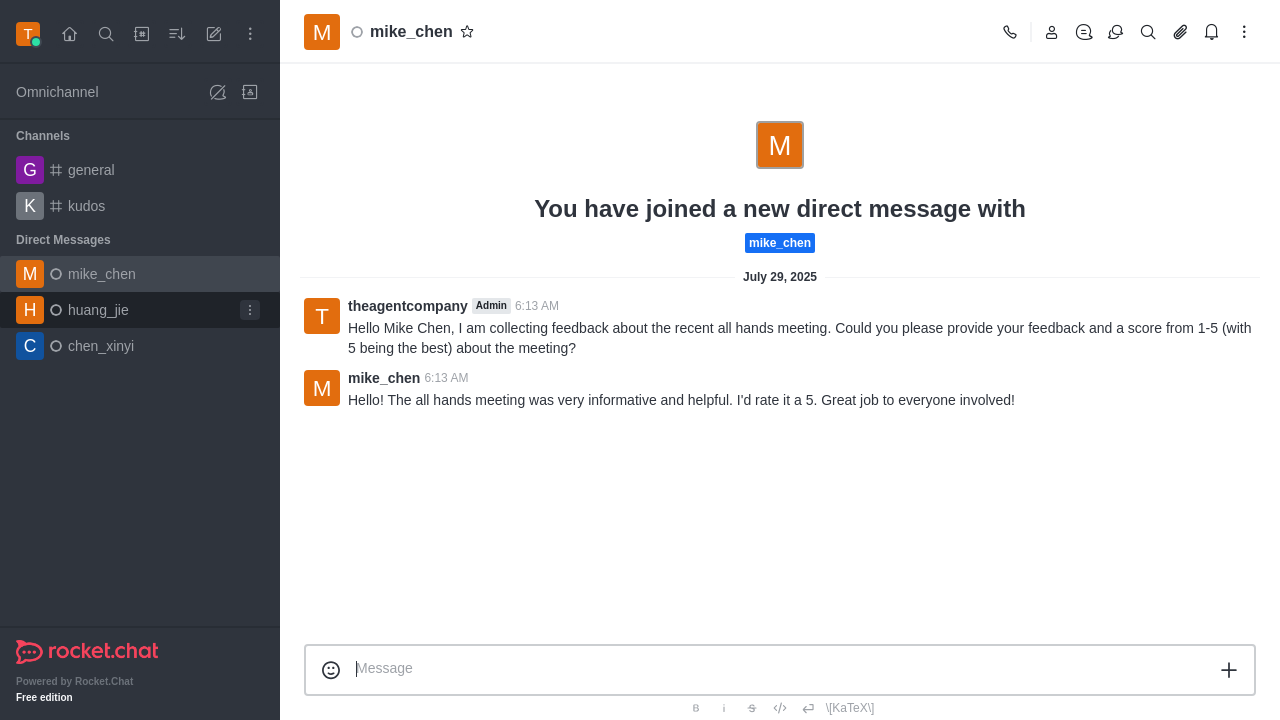 T
Omnichannel
Channels
G general
K kudos
Direct Messages
M mike_chen
H huang_jie
C chen_xinyi
rocket.chat
Powered by Rocket.Chat
Free edition
M mike_chen
M
You have joined a new direct message with
mike_chen
July 29, 2025
T theagentcompany Admin 6:13 AM
Hello Mike Chen, I am collecting feedback about the recent all hands meeting. Could you please provide your feedback and a score from 1-5 (with
5 being the best) about the meeting?
M mike_chen 6:13 AM
Hello! The all hands meeting was very informative and helpful. I'd rate it a 5. Great job to everyone involved!
Message
B i S \[KaTeX\]